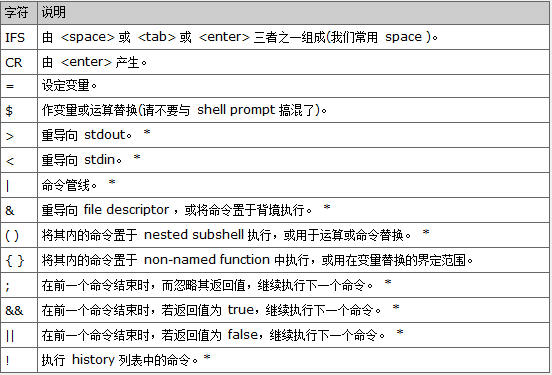 字符 说明
IFS 由 <space> 或 <tab> 或 <enter> 三者之一组成(我们常用 space )。
CR 由 <enter> 产生。
= 设定变量。
$ 作变量或运算替换(请不要与 shell prompt 搞混了)。
> 重导向 stdout。 *
< 重导向 stdin。 *
| 命令管线。 *
& 重导向 file descriptor ，或将命令置于背境执行。 *
( ) 将其内的命令置于 nested subshell 执行，或用于运算或命令替换。 *
{ } 将其内的命令置于 non-named function 中执行，或用在变量替换的界定范围。
; 在前一个命令结束时，而忽略其返回值，继续执行下一个命令。 *
&& 在前一个命令结束时，若返回值为 true，继续执行下一个命令。 *
|| 在前一个命令结束时，若返回值为 false，继续执行下一个命令。 *
! 执行 history 列表中的命令。*